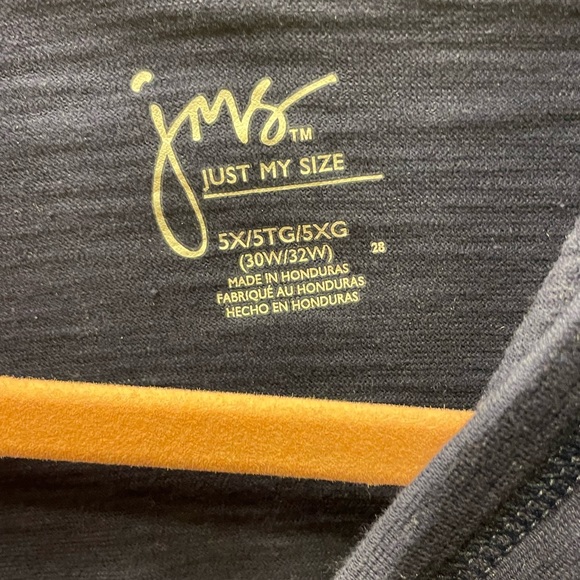 jms™
JUST MY SIZE
5X/5TG/5XG
(30W/32W)
28
MADE IN HONDURAS
FABRIQUÉ AU HONDURAS
HECHO EN HONDURAS